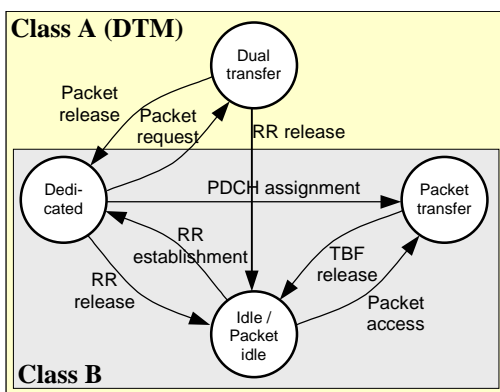 Class A (DTM)
Dual
transfer
Packet
release
Packet
request
RR release
Dedi-
cated
PDCH assignment
Packet
transfer
RR
establishment
TBF
release
RR
release
Packet
access
Idle /
Packet
idle
Class B